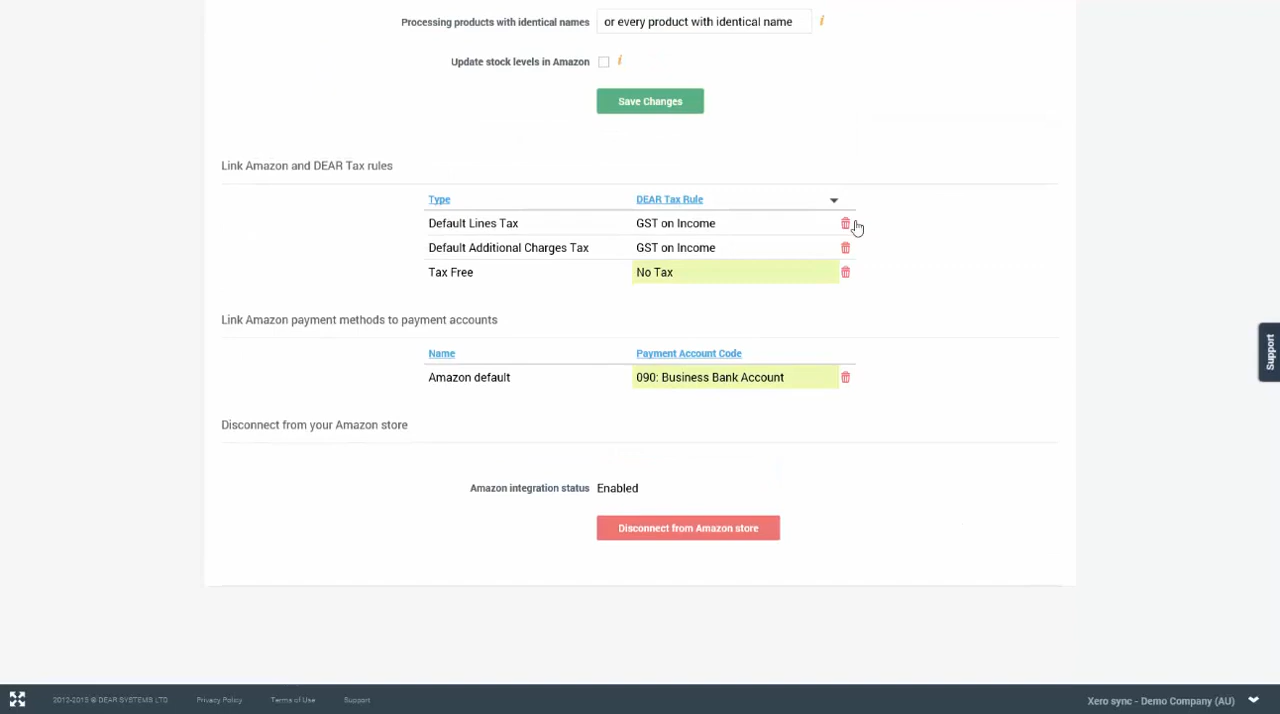 Processing products with identical names or every product with identical name i
Update stock levels in Amazon i
Save Changes
Link Amazon and DEAR Tax rules
Type DEAR Tax Rule
Default Lines Tax GST on Income
Default Additional Charges Tax GST on Income
Tax Free No Tax
Link Amazon payment methods to payment accounts
Name Payment Account Code
Amazon default 090: Business Bank Account
Disconnect from your Amazon store
Amazon integration status Enabled
Disconnect from Amazon store
Support
2012-2015 © DEAR SYSTEMS LTD Privacy Policy Terms of Use Support Xero sync - Demo Company (AU)